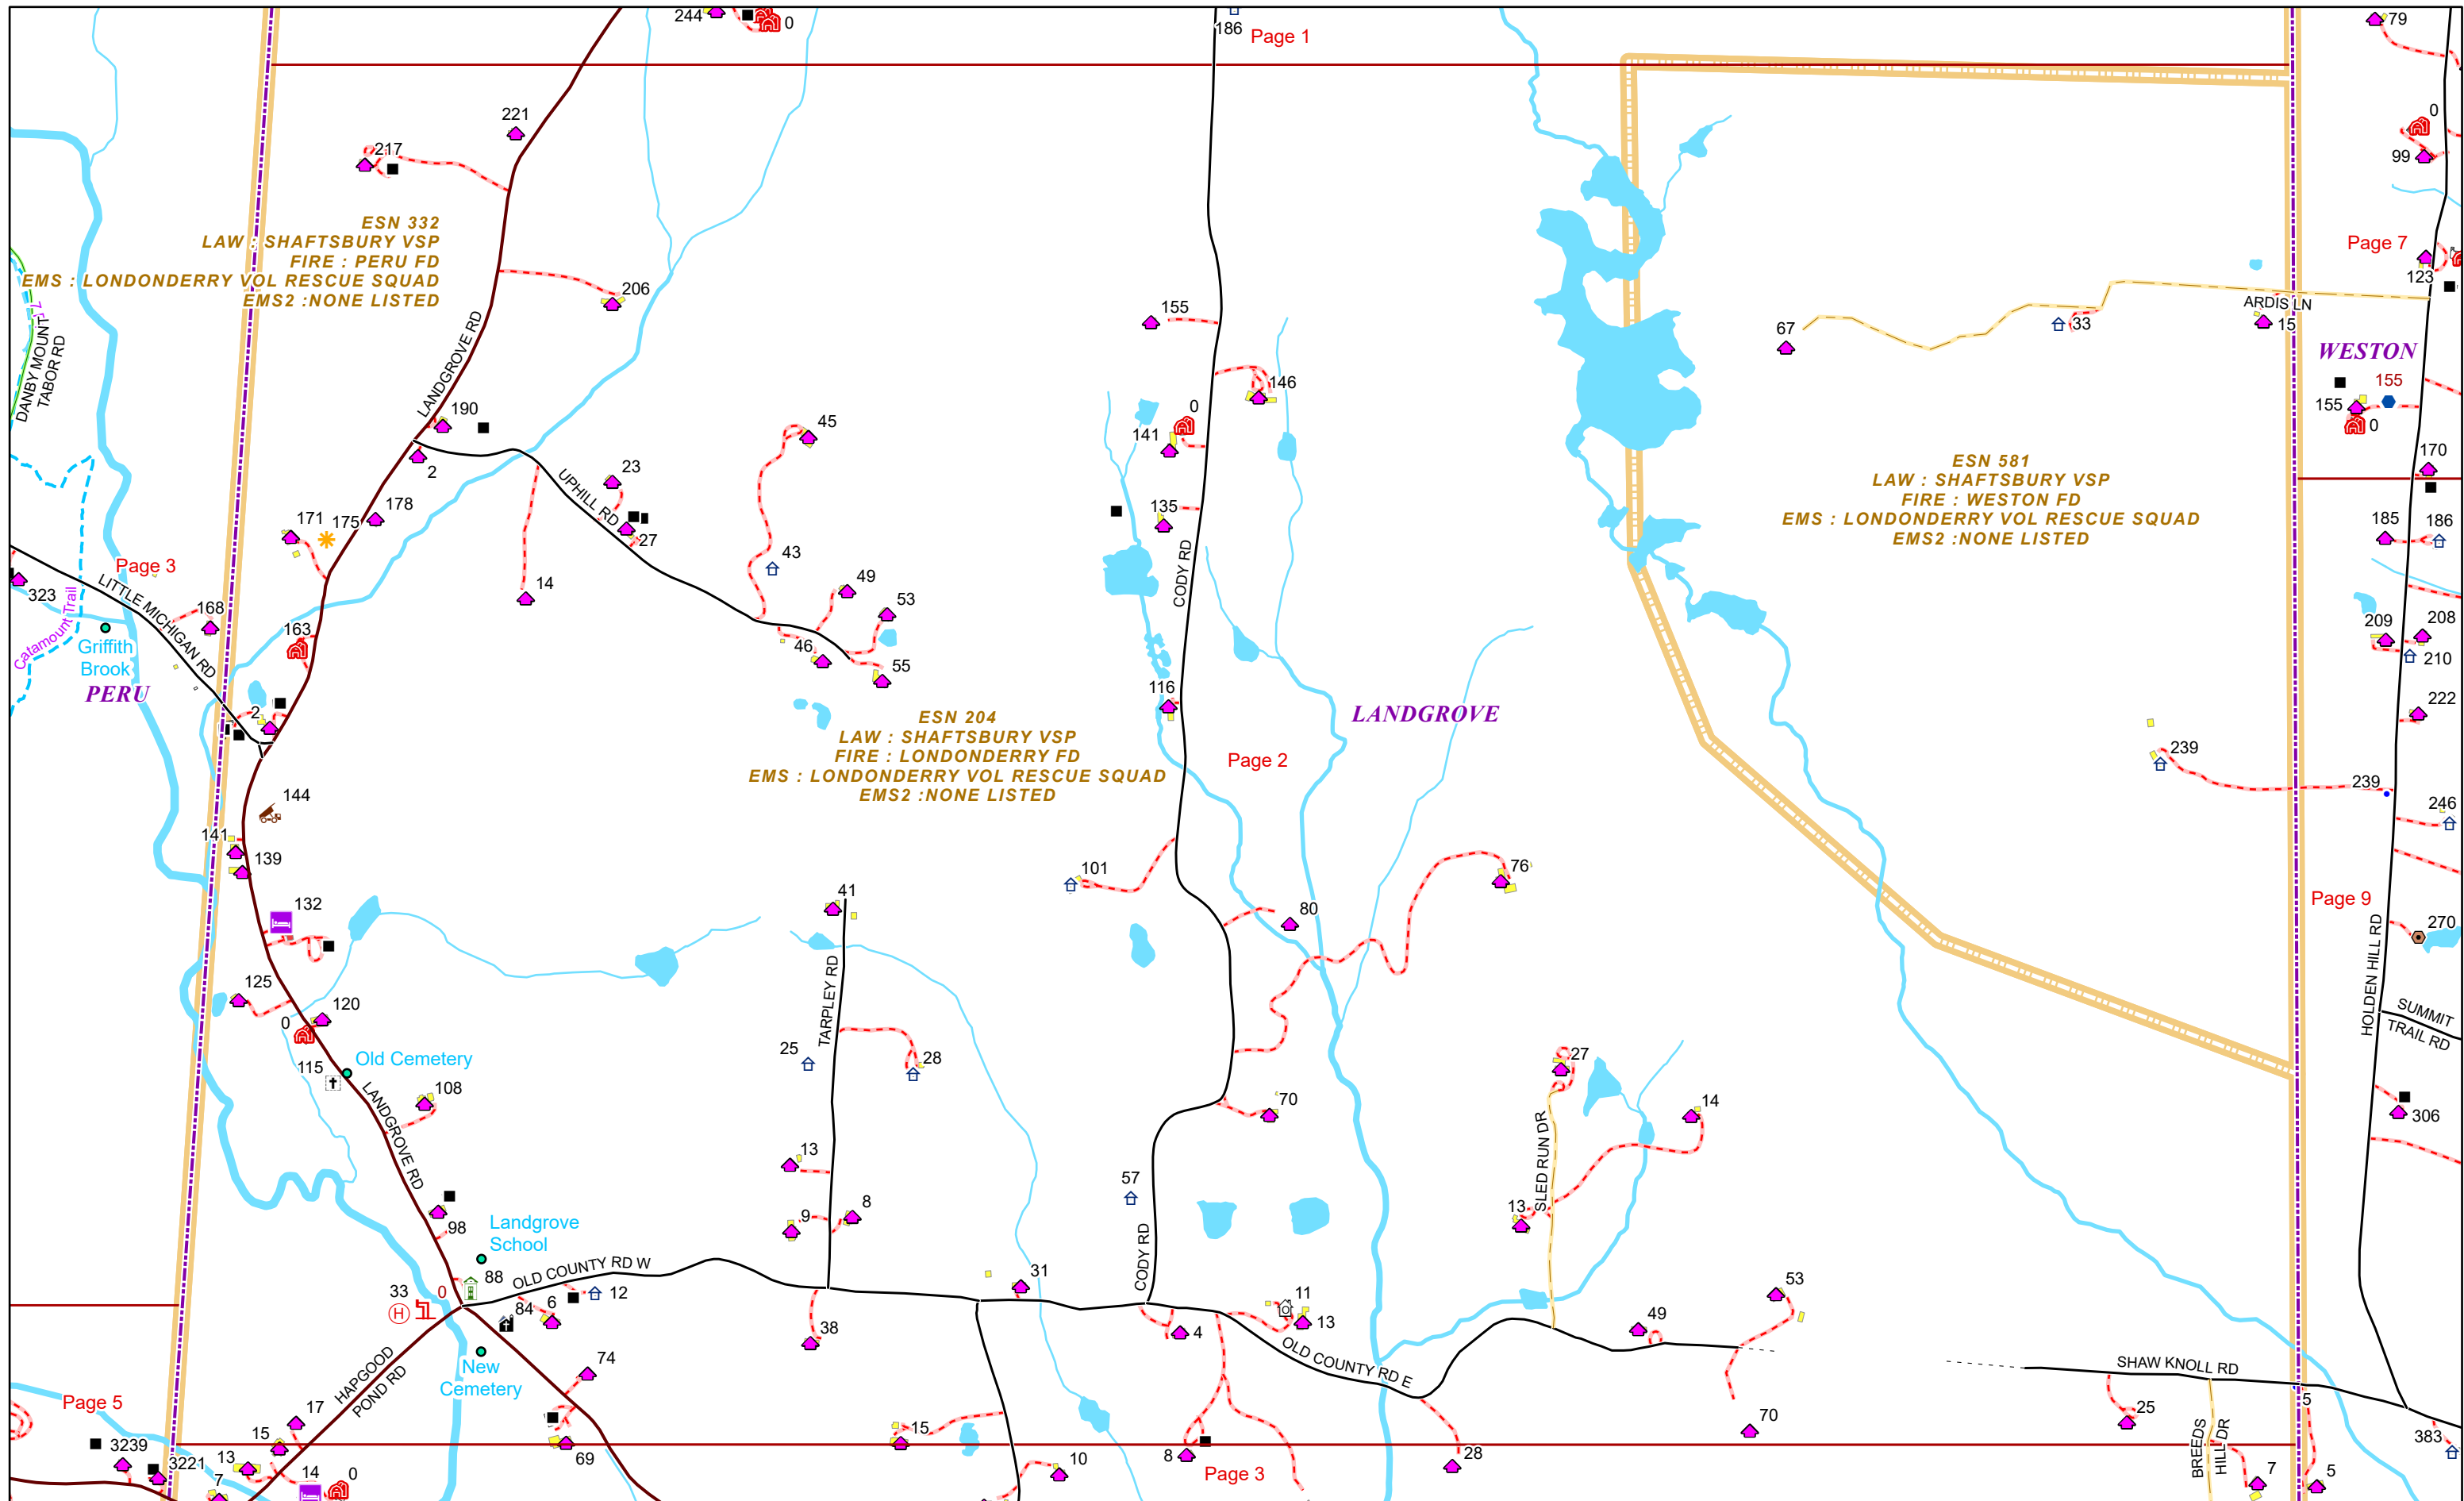 244
0
186
Page 1
79
221
217
0
99
ESN 332
LAW : SHAFTSBURY VSP
FIRE : PERU FD
EMS : LONDONDERRY VOL RESCUE SQUAD
EMS2 :NONE LISTED
Page 7
123
206
155
ARDIS LN
15
33
67
DANBY MOUNT
TABOR RD
LANDGROVE RD
WESTON
146
155
155
0
190
45
0
141
2
170
ESN 581
LAW : SHAFTSBURY VSP
FIRE : WESTON FD
EMS : LONDONDERRY VOL RESCUE SQUAD
EMS2 :NONE LISTED
23
UPHILL RD
27
178
171
175
135
185
186
43
14
49
53
CODY RD
Page 3
LITTLE MICHIGAN RD
323
168
163
Catamount Trail
Griffith
Brook
PERU
46
55
209
208
210
116
2
222
LANDGROVE
ESN 204
LAW : SHAFTSBURY VSP
FIRE : LONDONDERRY FD
EMS : LONDONDERRY VOL RESCUE SQUAD
EMS2 :NONE LISTED
Page 2
239
239
246
144
141
139
101
76
41
80
132
Page 9
270
125
120
0
TARPLEY RD
HOLDEN HILL RD
SUMMIT
TRAIL RD
Old Cemetery
115
25
28
27
108
LANDGROVE RD
70
14
306
SLED RUN DR
13
57
13
9
8
98
Landgrove
School
CODY RD
OLD COUNTY RD W
88
0
33
H
84
6
12
31
11
13
53
49
38
4
OLD COUNTY RD E
SHAW KNOLL RD
New
Cemetery
74
HAPGOOD
POND RD
Page 5
17
15
5
25
BREEDS
HILL DR
15
70
383
3239
3221
13
7
14
0
69
10
8
Page 3
28
7
5